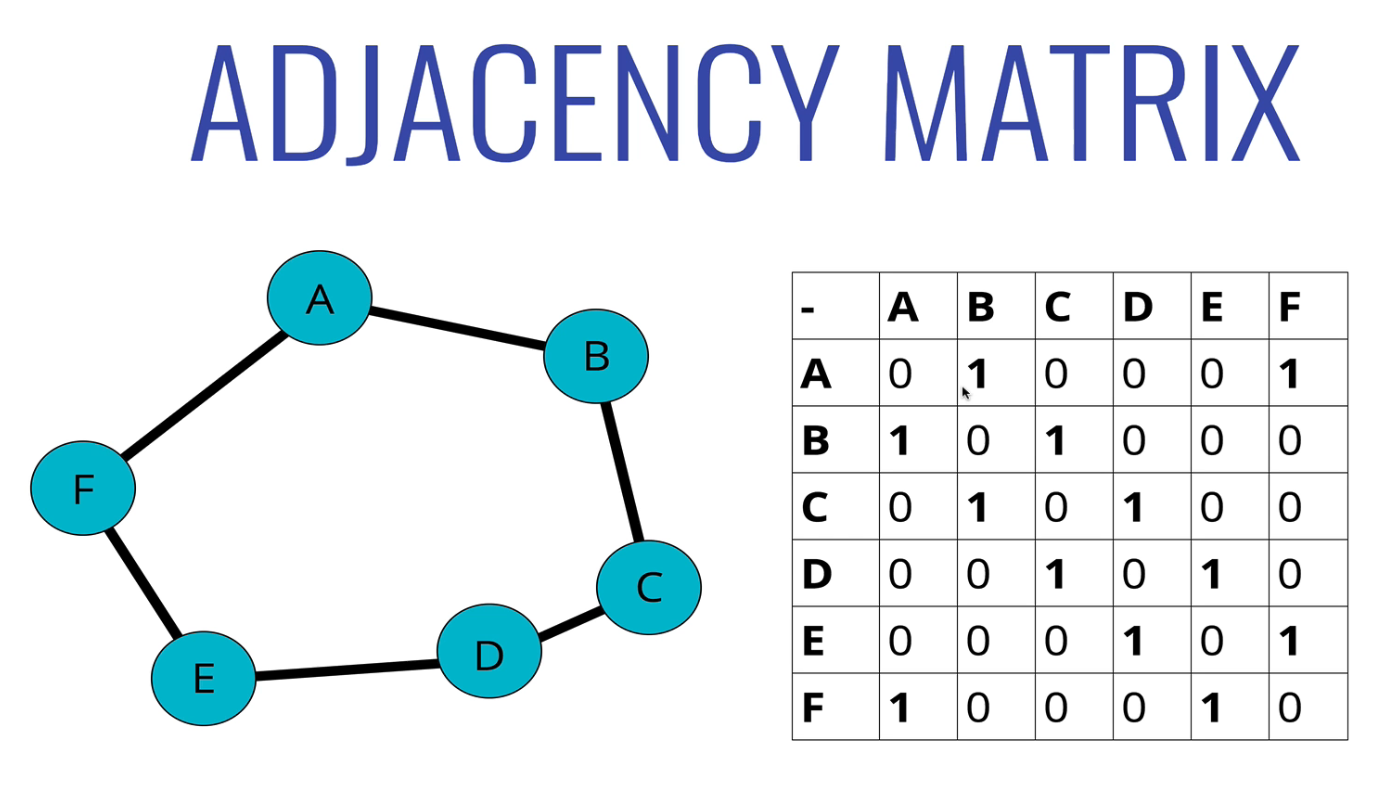 ADJACENCY MATRIX
A
B
F
C
D
E
- A B C D E F
A 0 1 0 0 0 1
B 1 0 1 0 0 0
C 0 1 0 1 0 0
D 0 0 1 0 1 0
E 0 0 0 1 0 1
F 1 0 0 0 1 0